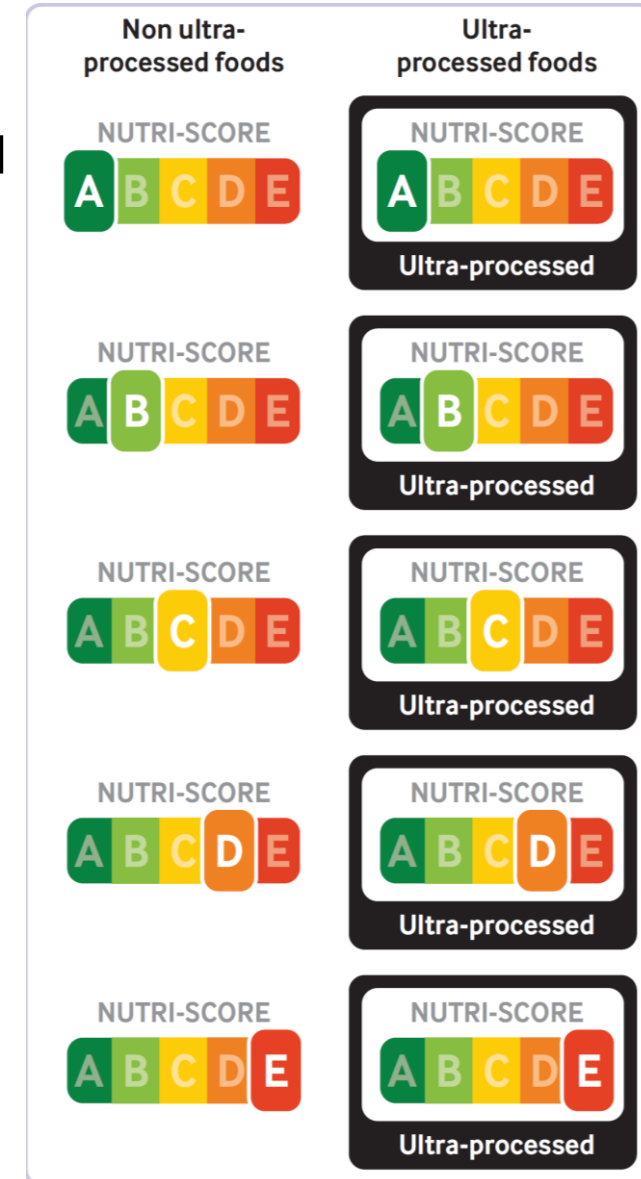 Non ultra-
processed foods
Ultra-
processed foods
NUTRI-SCORE
A B C D E
NUTRI-SCORE
A B C D E
Ultra-processed
NUTRI-SCORE
A B C D E
NUTRI-SCORE
A B C D E
Ultra-processed
NUTRI-SCORE
A B C D E
NUTRI-SCORE
A B C D E
Ultra-processed
NUTRI-SCORE
A B C D E
NUTRI-SCORE
A B C D E
Ultra-processed
NUTRI-SCORE
A B C D E
NUTRI-SCORE
A B C D E
Ultra-processed